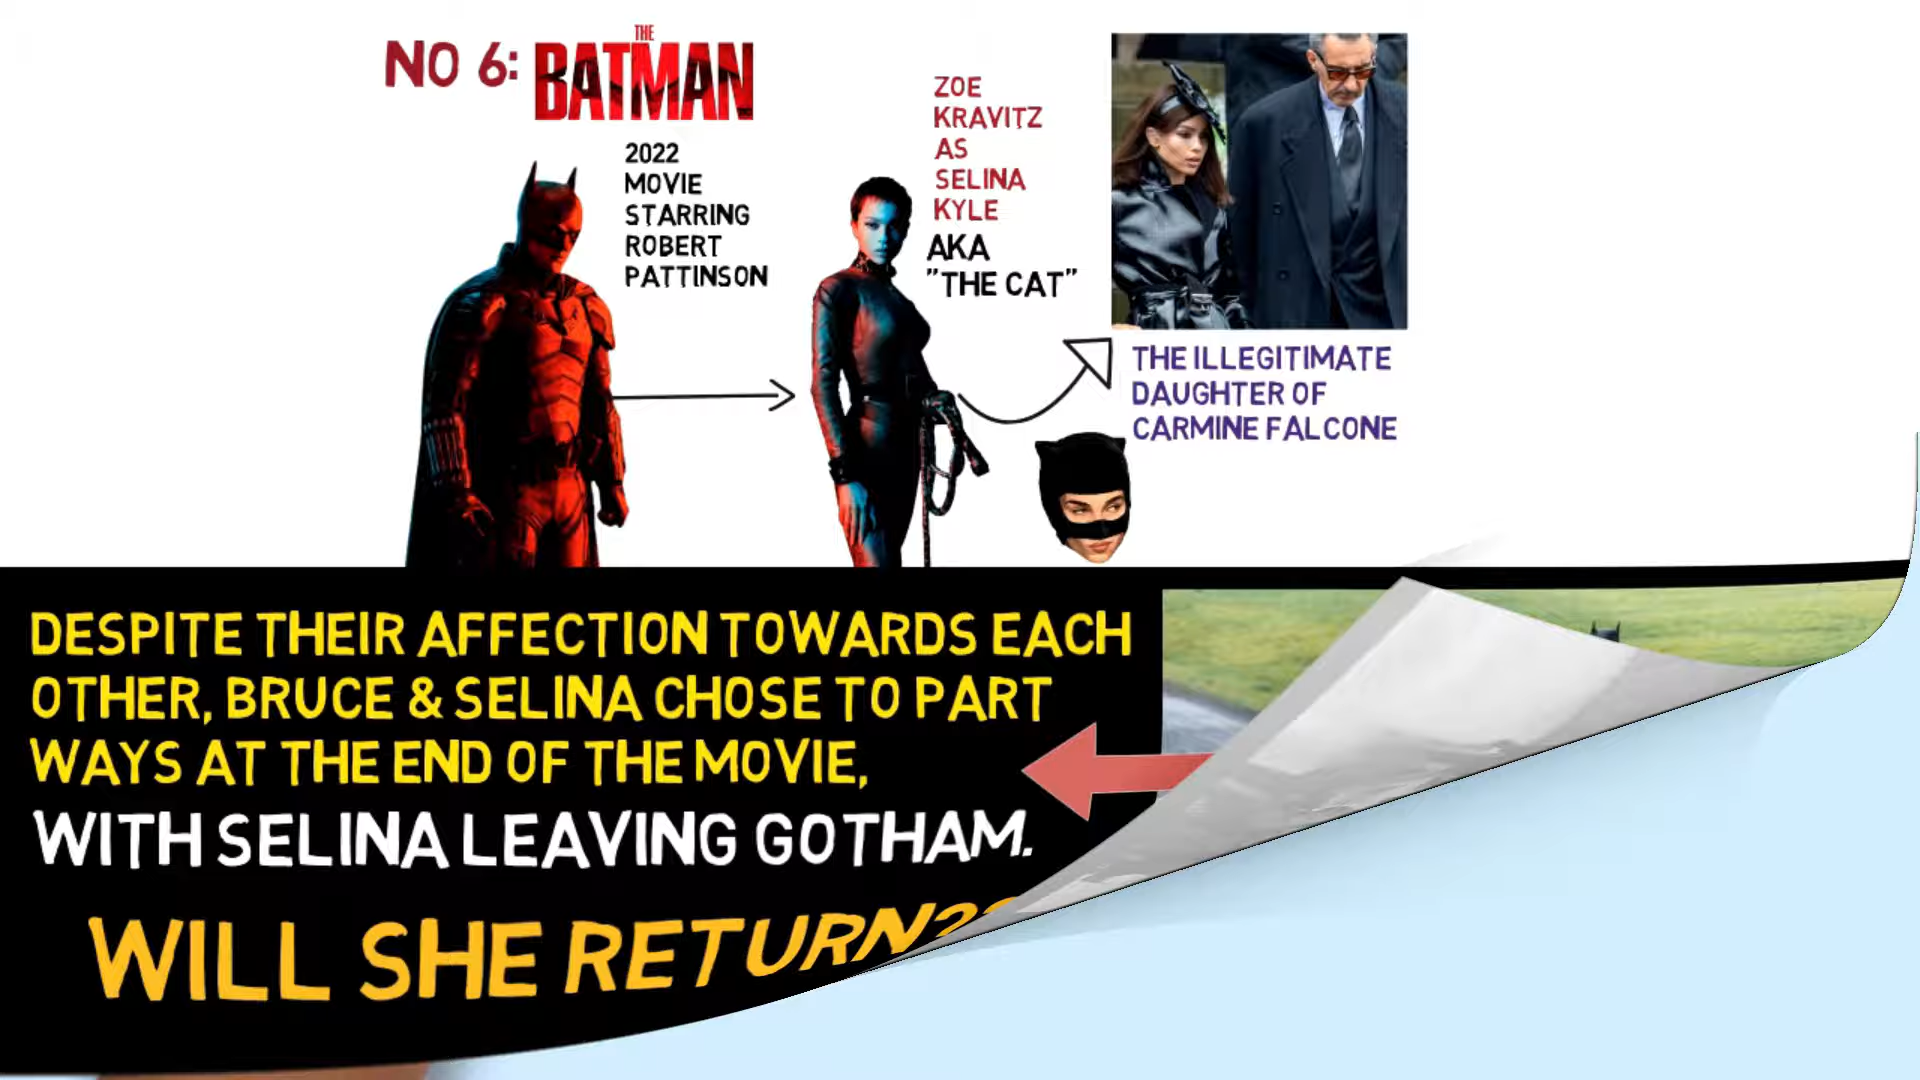 NO 6:
THE
BATMAN
2022
MOVIE
STARRING
ROBERT
PATTINSON
ZOE
KRAVITZ
AS
SELINA
KYLE
AKA
"THE CAT"
THE ILLEGITIMATE
DAUGHTER OF
CARMINE FALCONE
DESPITE THEIR AFFECTION TOWARDS EACH
OTHER, BRUCE & SELINA CHOSE TO PART
WAYS AT THE END OF THE MOVIE,
WITH SELINA LEAVING GOTHAM.
WILL SHE RETURN??